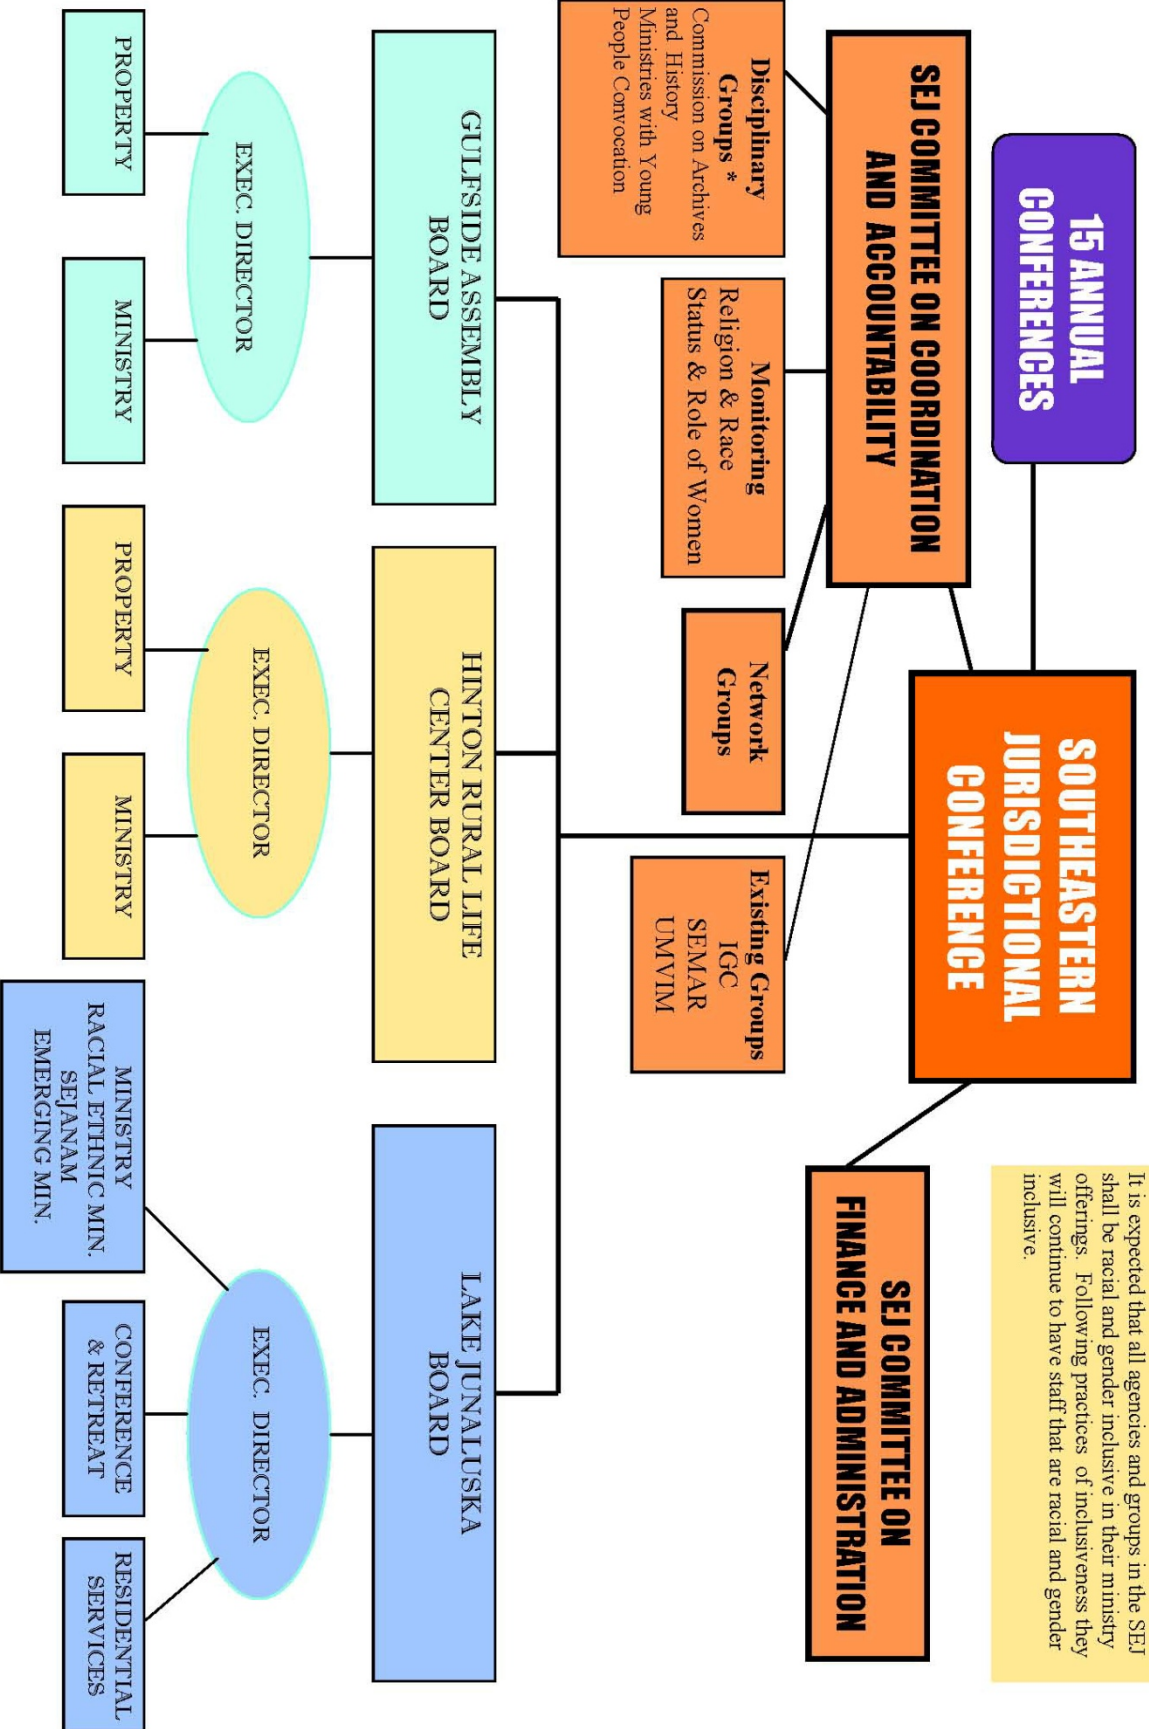 15 ANNUAL
CONFERENCES
SOUTHEASTERN
JURISDICTIONAL
CONFERENCE
It is expected that all agencies and groups in the SEJ
shall be racial and gender inclusive in their ministry
offerings. Following practices of inclusiveness they
will continue to have staff that are racial and gender
inclusive.
SEJ COMMITTEE ON COORDINATION
AND ACCOUNTABILITY
SEJ COMMITTEE ON
FINANCE AND ADMINISTRATION
Disciplinary
Groups *
Commission on Archives
and History
Ministries with Young
People Convocation
Monitoring
Religion & Race
Status & Role of Women
Network
Groups
Existing Groups
IGC
SEMAR
UMVIM
GULFSIDE ASSEMBLY
BOARD
HINTON RURAL LIFE
CENTER BOARD
LAKE JUNALUSKA
BOARD
EXEC. DIRECTOR
EXEC. DIRECTOR
EXEC. DIRECTOR
PROPERTY
MINISTRY
PROPERTY
MINISTRY
MINISTRY
RACIAL ETHNIC MIN.
SEJANAM
EMERGING MIN.
CONFERENCE
& RETREAT
RESIDENTIAL
SERVICES